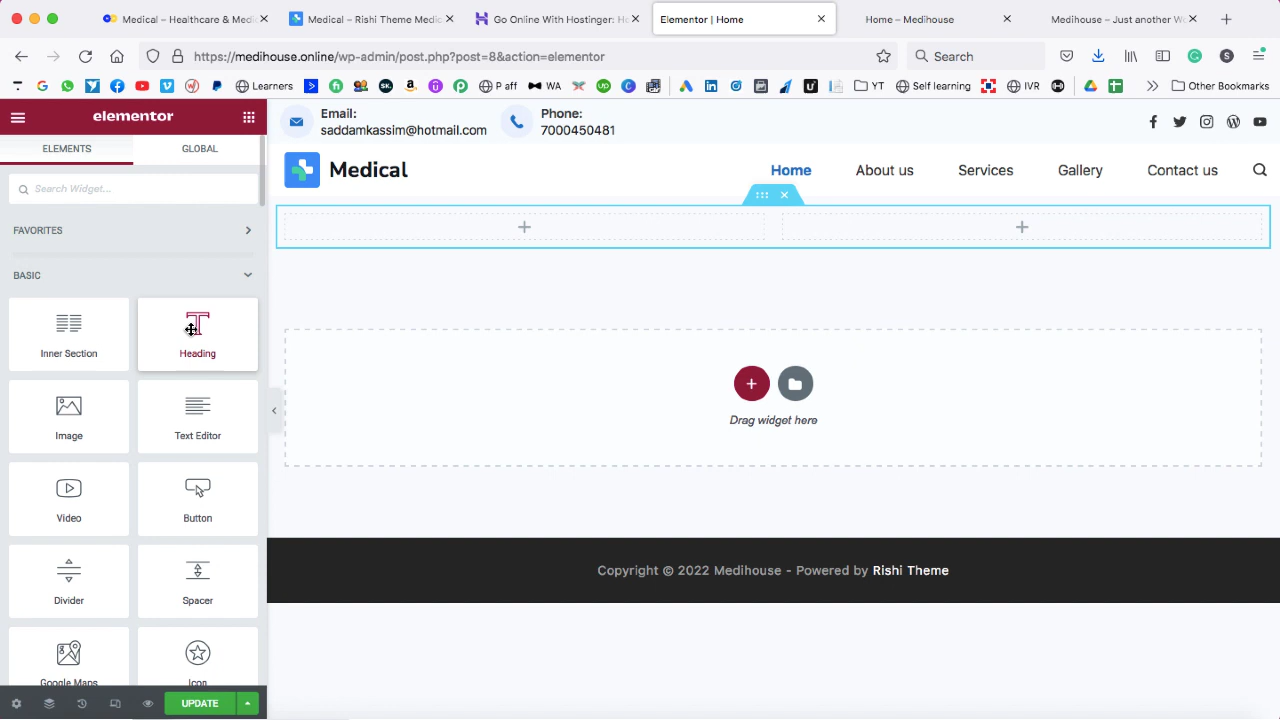 Medical – Healthcare & Medic
Medical – Rishi Theme Medic
Go Online With Hostinger: Ho
Elementor | Home
Home – Medihouse
Medihouse – Just another Wo
https://medihouse.online/wp-admin/post.php?post=8&action=elementor
Search
Learners
P aff
WA
YT
Self learning
IVR
Other Bookmarks
elementor
Email:
saddamkassim@hotmail.com
Phone:
7000450481
ELEMENTS
GLOBAL
Medical
Home
About us
Services
Gallery
Contact us
Search Widget...
FAVORITES
BASIC
Inner Section
Heading
Image
Text Editor
Drag widget here
Video
Button
Divider
Spacer
Copyright © 2022 Medihouse - Powered by Rishi Theme
Google Maps
Icon
UPDATE